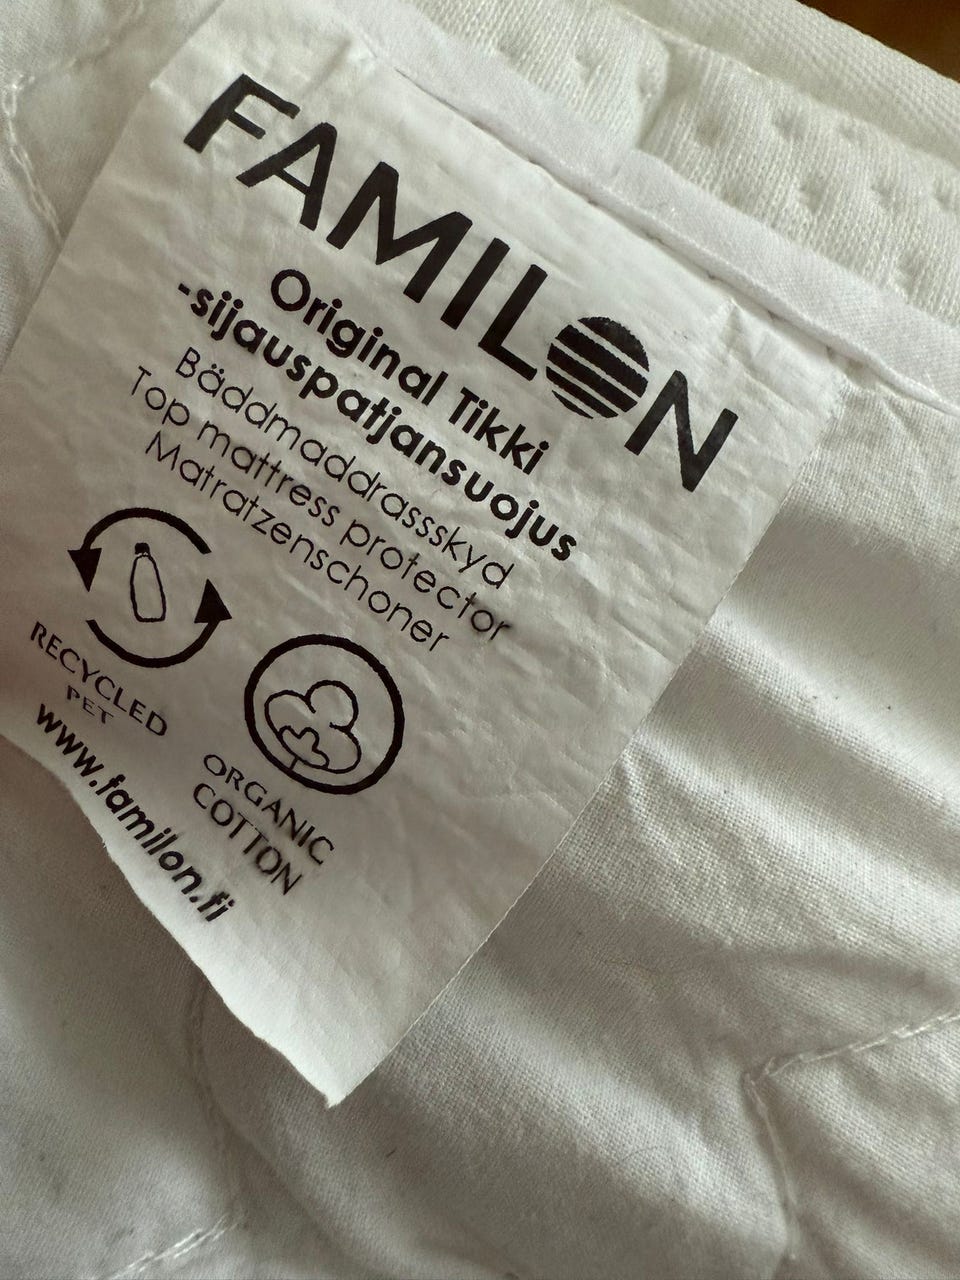 FAMILON
Original Tikki
-sijauspatjansuojus
Bäddmaddrassskyd
Top mattress protector
Matratzenschoner
RECYCLED
PET
ORGANIC
COTTON
www.familon.fi